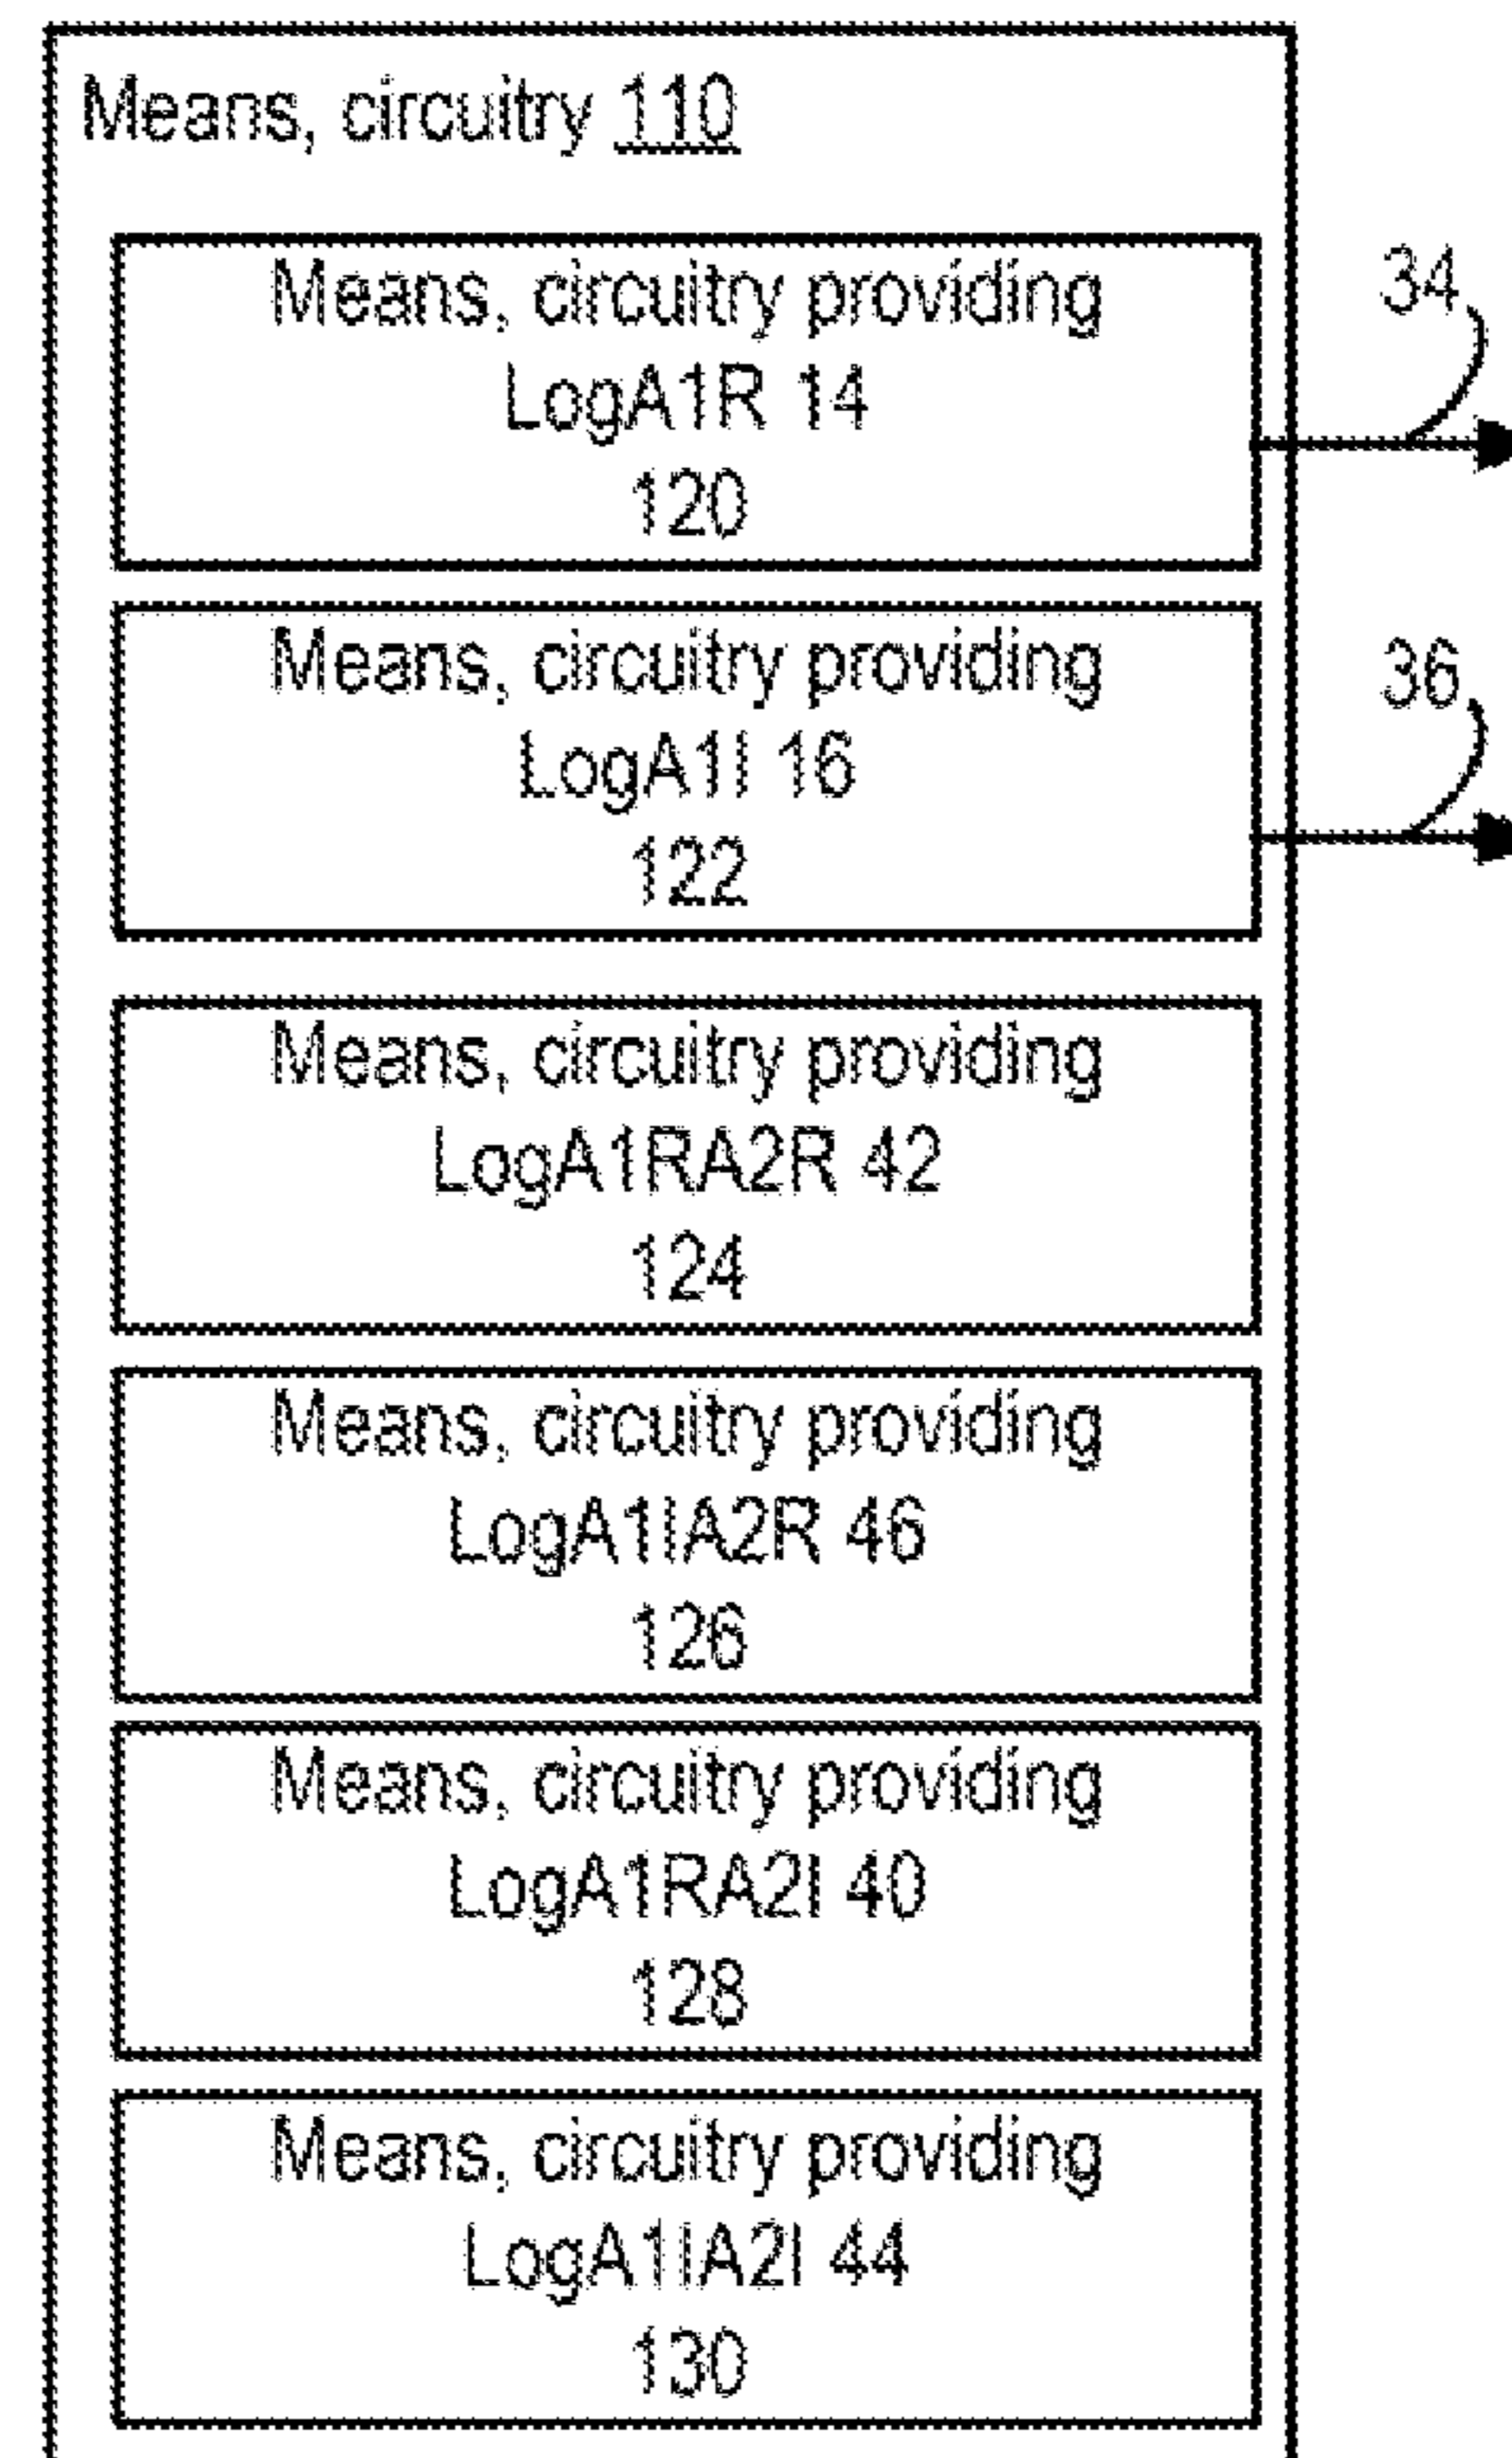 Means, circuitry 110
Means, circuitry providing
LogA1R 14
120
34
Means, circuitry providing
LogA1I 16
122
36
Means, circuitry providing
LogA1RA2R 42
124
Means, circuitry providing
LogA1IA2R 46
126
Means, circuitry providing
LogA1RA2I 40
128
Means, circuitry providing
LogA1IA2I 44
130